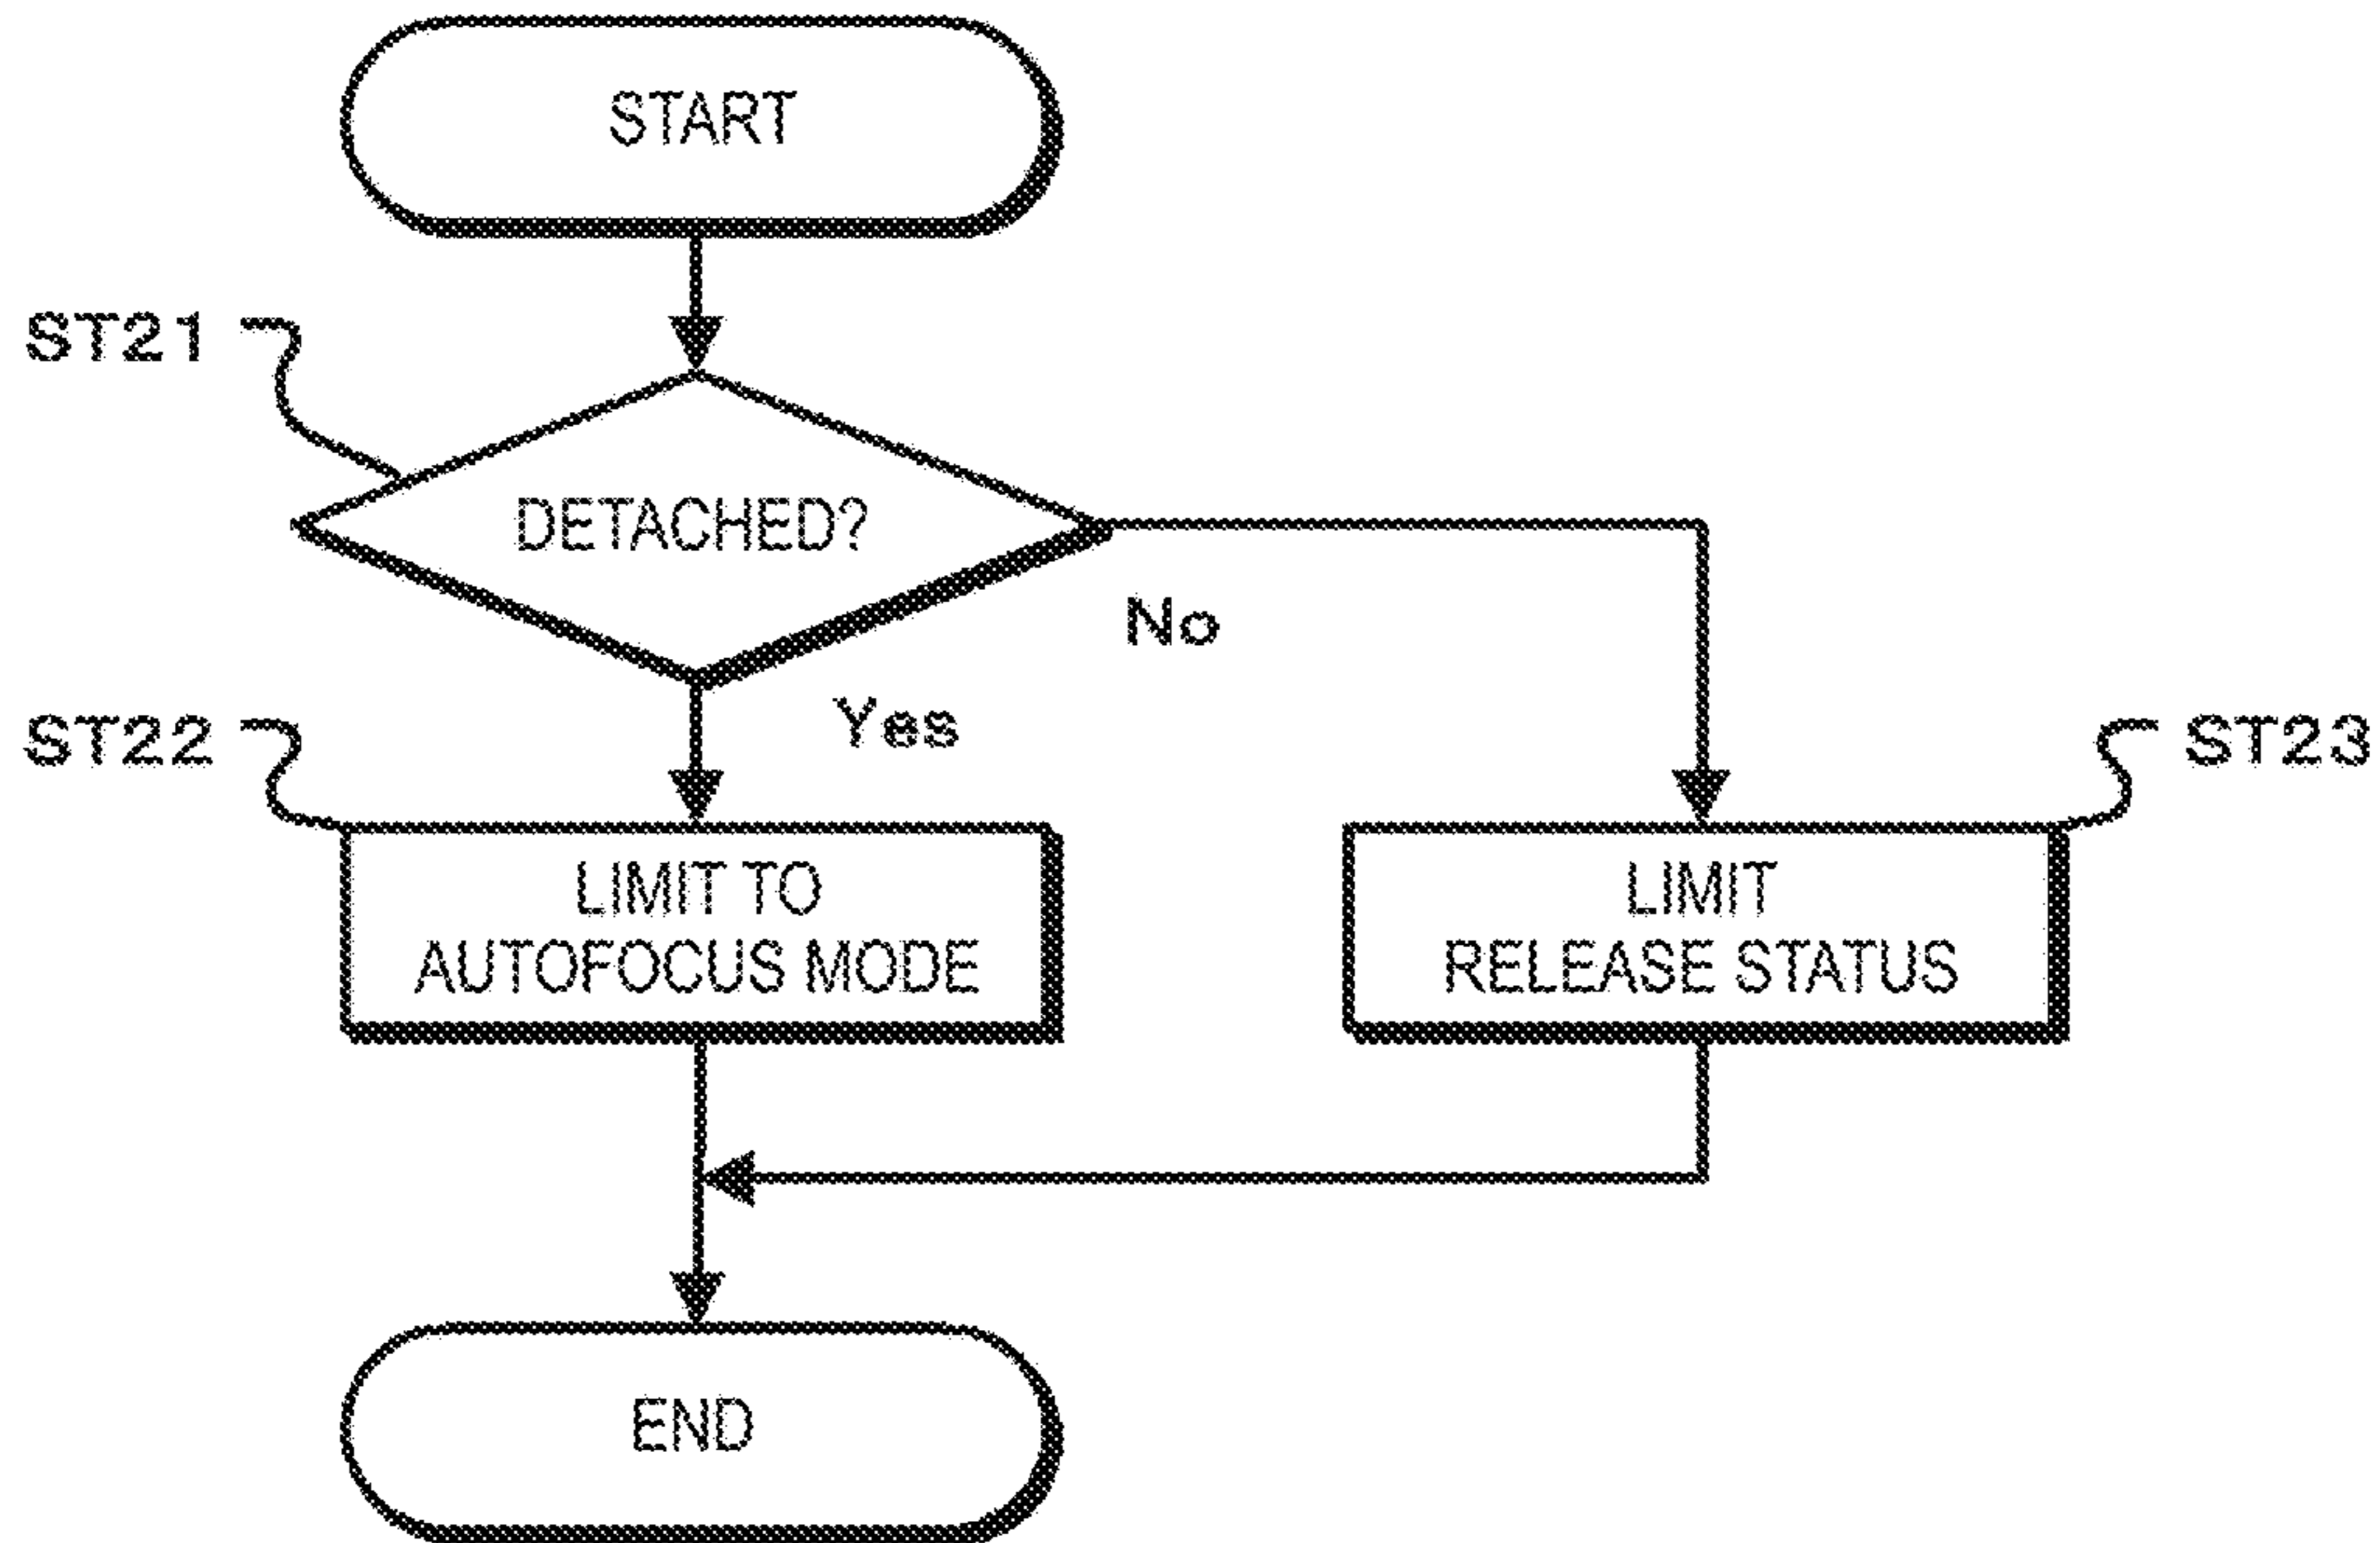 START
ST21
DETACHED?
No
Yes
ST22
ST23
LIMIT TO
AUTOFOCUS MODE
LIMIT
RELEASE STATUS
END